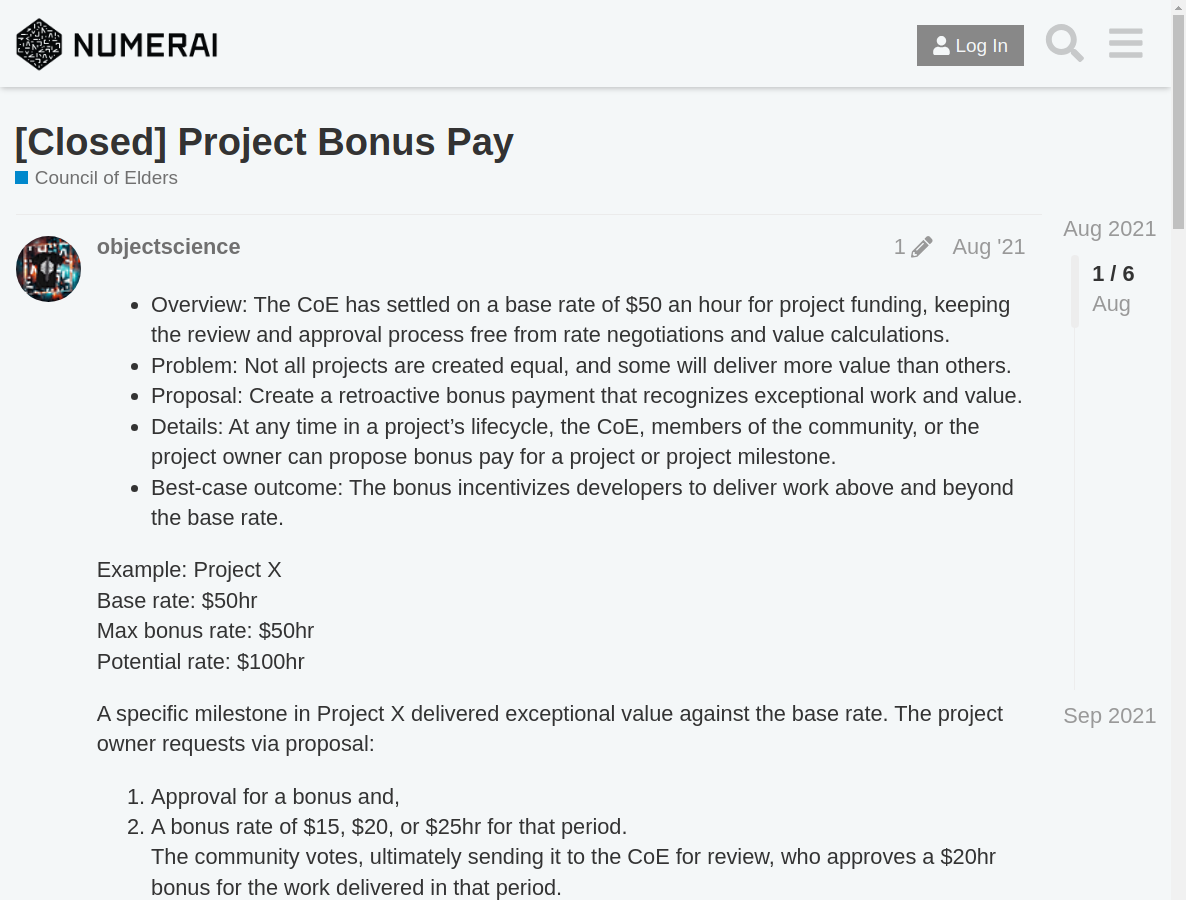 NUMERAI
Log In
[Closed] Project Bonus Pay
Council of Elders
objectscience
1
Aug '21
Aug 2021
1 / 6
Aug
Sep 2021
Overview: The CoE has settled on a base rate of $50 an hour for project funding, keeping
the review and approval process free from rate negotiations and value calculations.
Problem: Not all projects are created equal, and some will deliver more value than others.
Proposal: Create a retroactive bonus payment that recognizes exceptional work and value.
Details: At any time in a project’s lifecycle, the CoE, members of the community, or the
project owner can propose bonus pay for a project or project milestone.
Best-case outcome: The bonus incentivizes developers to deliver work above and beyond
the base rate.
Example: Project X
Base rate: $50hr
Max bonus rate: $50hr
Potential rate: $100hr
A specific milestone in Project X delivered exceptional value against the base rate. The project
owner requests via proposal:
1. Approval for a bonus and,
2. A bonus rate of $15, $20, or $25hr for that period.
The community votes, ultimately sending it to the CoE for review, who approves a $20hr
bonus for the work delivered in that period.